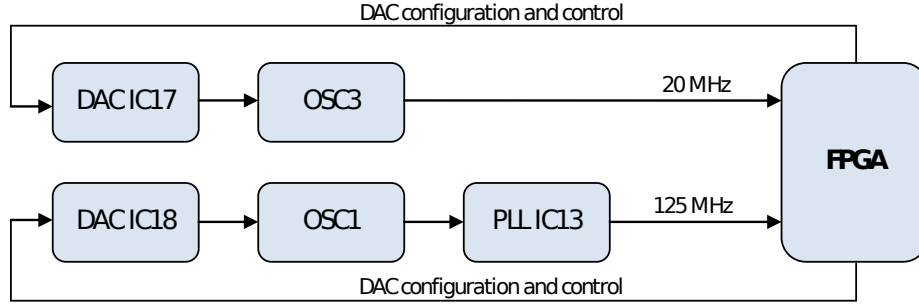 DAC configuration and control
DAC IC17
OSC3
20 MHz
FPGA
DAC IC18
OSC1
PLL IC13
125 MHz
DAC configuration and control